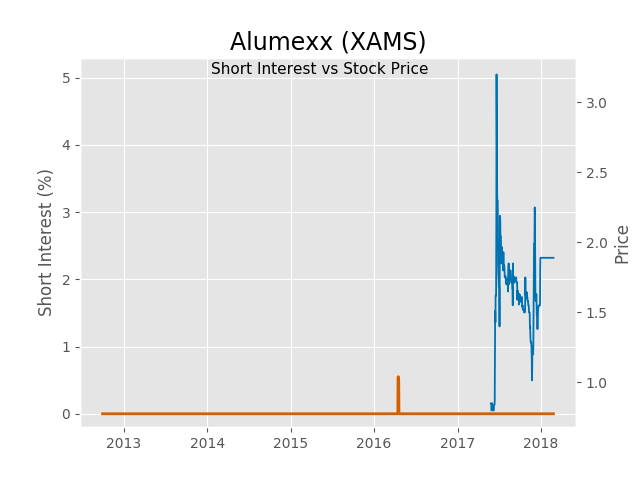 Alumexx (XAMS)
Short Interest vs Stock Price
Short Interest (%)
5
4
3
2
1
0
3.0
2.5
2.0
1.5
1.0
Price
2013 2014 2015 2016 2017 2018